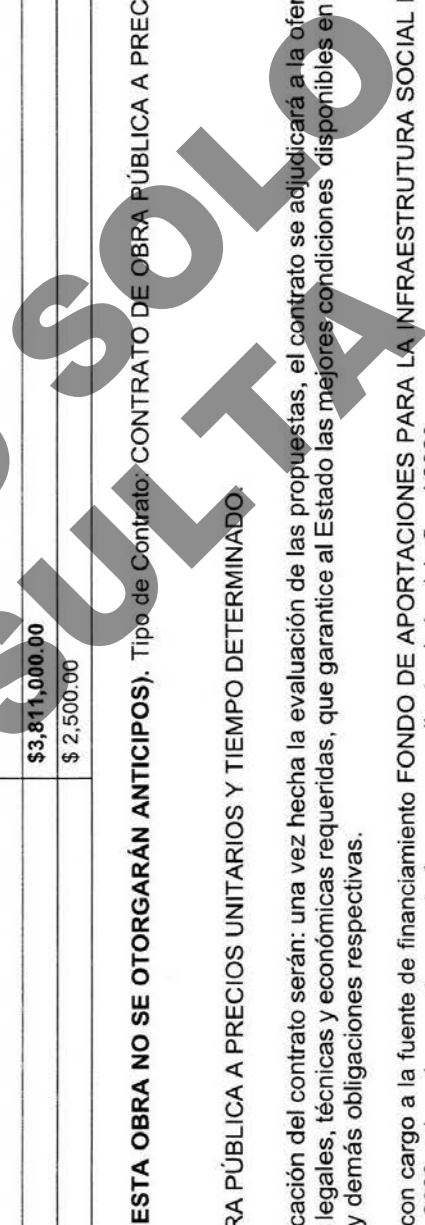 $3,811,000.00
$ 2,500.00
ESTA OBRA NO SE OTORGARÁN ANTICIPOS). Tipo de Contrato: CONTRATO DE OBRA PÚBLICA A PREC
RA PÚBLICA A PRECIOS UNITARIOS Y TIEMPO DETERMINADO.
cación del contrato serán: una vez hecha la evaluación de las propuestas, el contrato se adjudicará a la ofer
legales, técnicas y económicas requeridas, que garantice al Estado las mejores condiciones disponibles en
y demás obligaciones respectivas.
con cargo a la fuente de financiamiento FONDO DE APORTACIONES PARA LA INFRAESTRUTURA SOCIAL
SOLO
SULTA